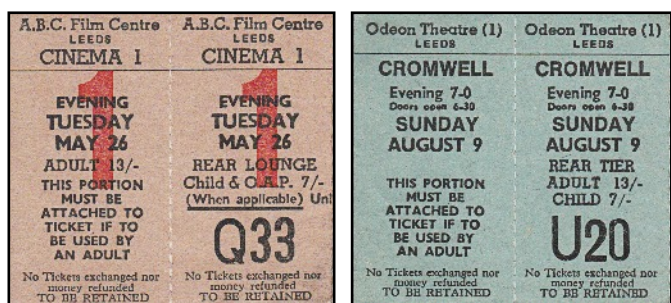 A.B.C. Film Centre
LEEDS
CINEMA 1
1
EVENING
TUESDAY
MAY 26
ADULT 13/-
THIS PORTION
MUST BE
ATTACHED TO
TICKET IF TO
BE USED BY
AN ADULT
No Tickets exchanged nor
money refunded
TO BE RETAINED
A.B.C. Film Centre
LEEDS
CINEMA 1
1
EVENING
TUESDAY
MAY 26
REAR LOUNGE
Child & O.A.P. 7/-
(When applicable) Unl
Q33
No Tickets exchanged nor
money refunded
TO BE RETAINED
Odeon Theatre (1)
LEEDS
CROMWELL
Evening 7-0
Doors open 6-30
SUNDAY
AUGUST 9
THIS PORTION
MUST BE
ATTACHED TO
TICKET IF TO
BE USED BY
AN ADULT
No Tickets exchanged nor
money refunded
TO BE RETAINED
Odeon Theatre (1)
LEEDS
CROMWELL
Evening 7-0
Doors open 6-30
SUNDAY
AUGUST 9
REAR TIER
ADULT 13/-
CHILD 7/-
U20
No Tickets exchanged nor
money refunded
TO BE RETAINED